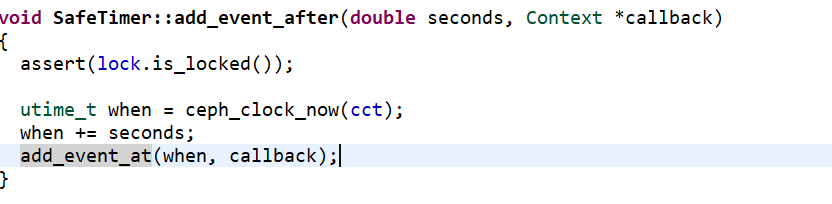 void SafeTimer::add_event_after(double seconds, Context *callback)
{
  assert(lock.is_locked());

  utime_t when = ceph_clock_now(cct);
  when += seconds;
  add_event_at(when, callback);
}